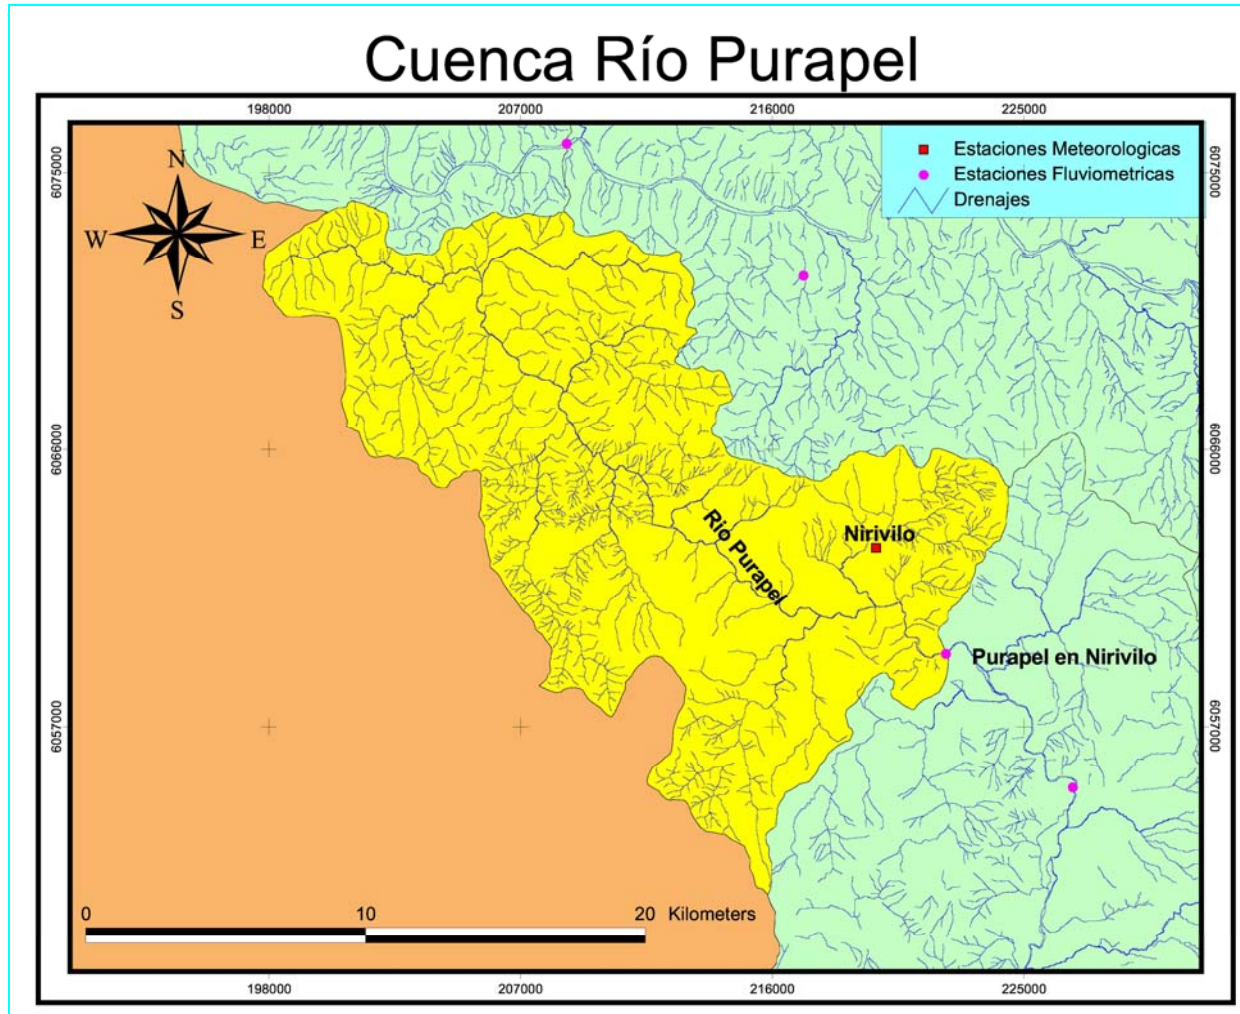 Cuenca Río Purapel
198000 207000 216000 225000
6075000 6075000
N
W E
S
Estaciones Meteorologicas
Estaciones Fluviometricas
Drenajes
6066000 6066000
Río Purapel
Nirivilo
Purapel en Nirivilo
6057000 6057000
0 10 20 Kilometers
198000 207000 216000 225000